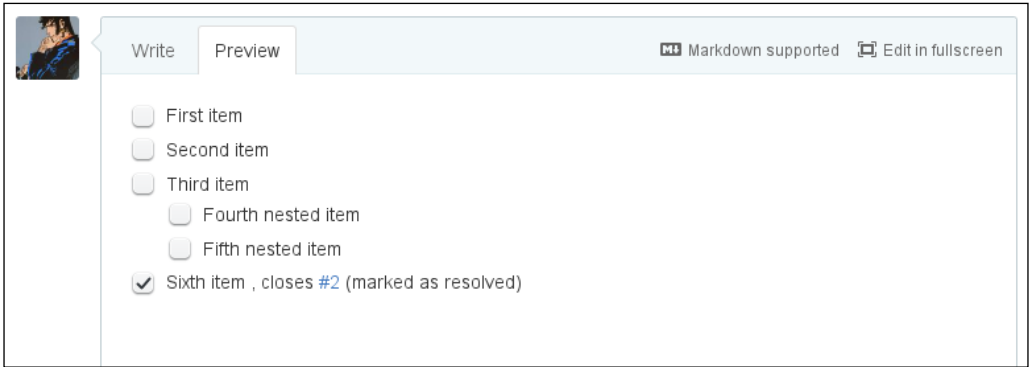 Write Preview Markdown supported Edit in fullscreen
First item
Second item
Third item
Fourth nested item
Fifth nested item
Sixth item , closes #2 (marked as resolved)